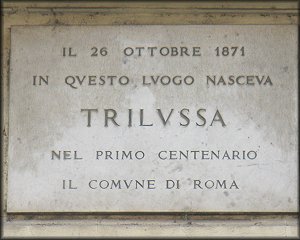 IL 26 OTTOBRE 1871
IN QVESTO LVOGO NASCEVA
TRILVSSA
NEL PRIMO CENTENARIO
IL COMVNE DI ROMA